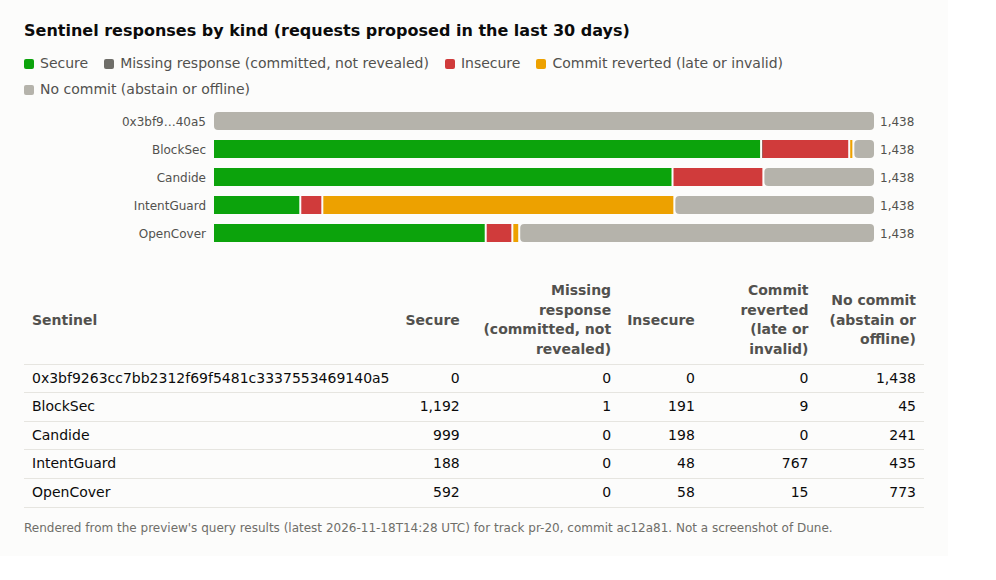 Sentinel responses by kind (requests proposed in the last 30 days)
Secure Missing response (committed, not revealed) Insecure Commit reverted (late or invalid)
No commit (abstain or offline)
0x3bf9…40a5 1,438
BlockSec 1,438
Candide 1,438
IntentGuard 1,438
OpenCover 1,438
Sentinel Secure Missing response (committed, not revealed) Insecure Commit reverted (late or invalid) No commit (abstain or offline)
0x3bf9263cc7bb2312f69f5481c3337553469140a5 0 0 0 0 1,438
BlockSec 1,192 1 191 9 45
Candide 999 0 198 0 241
IntentGuard 188 0 48 767 435
OpenCover 592 0 58 15 773
Rendered from the preview's query results (latest 2026-11-18T14:28 UTC) for track pr-20, commit ac12a81. Not a screenshot of Dune.